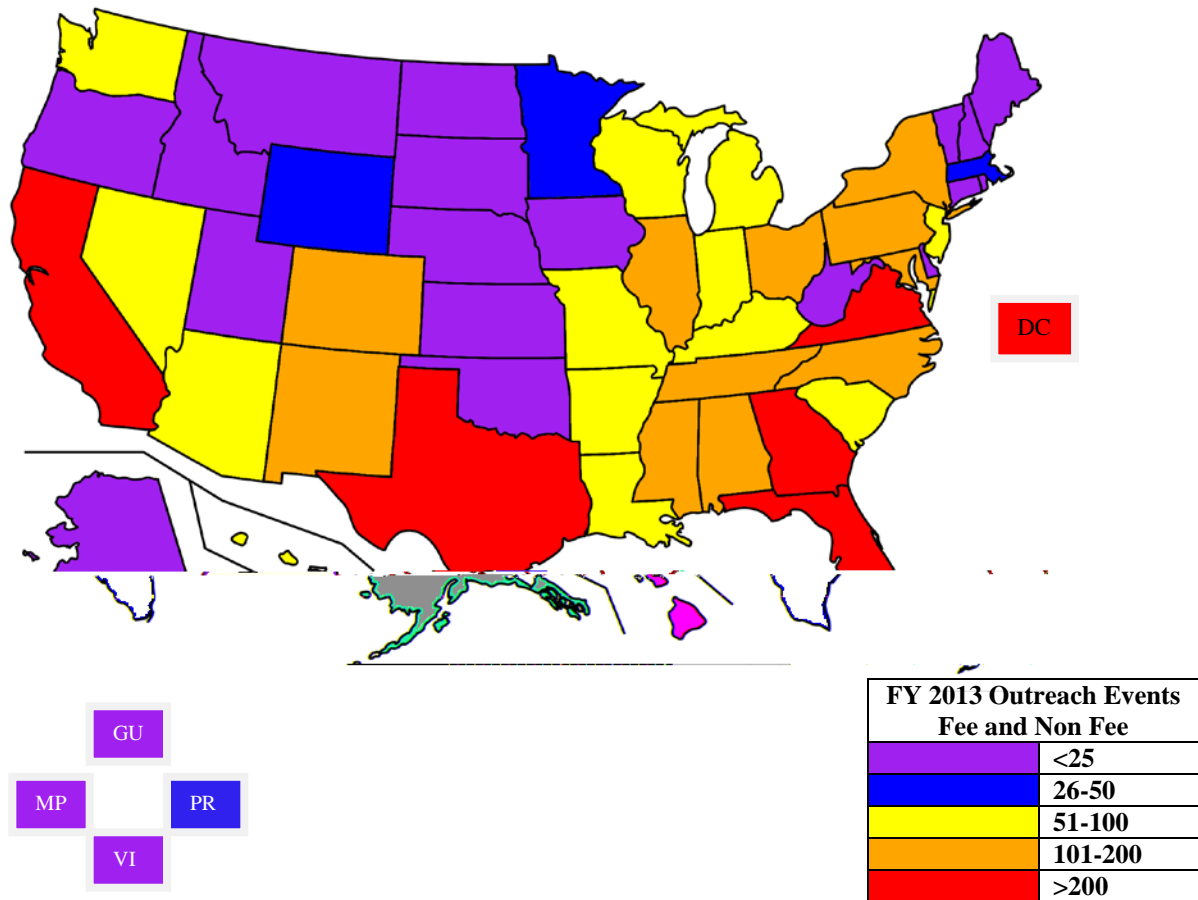 DC
GU
MP
PR
VI
FY 2013 Outreach Events
Fee and Non Fee
<25
26-50
51-100
101-200
>200